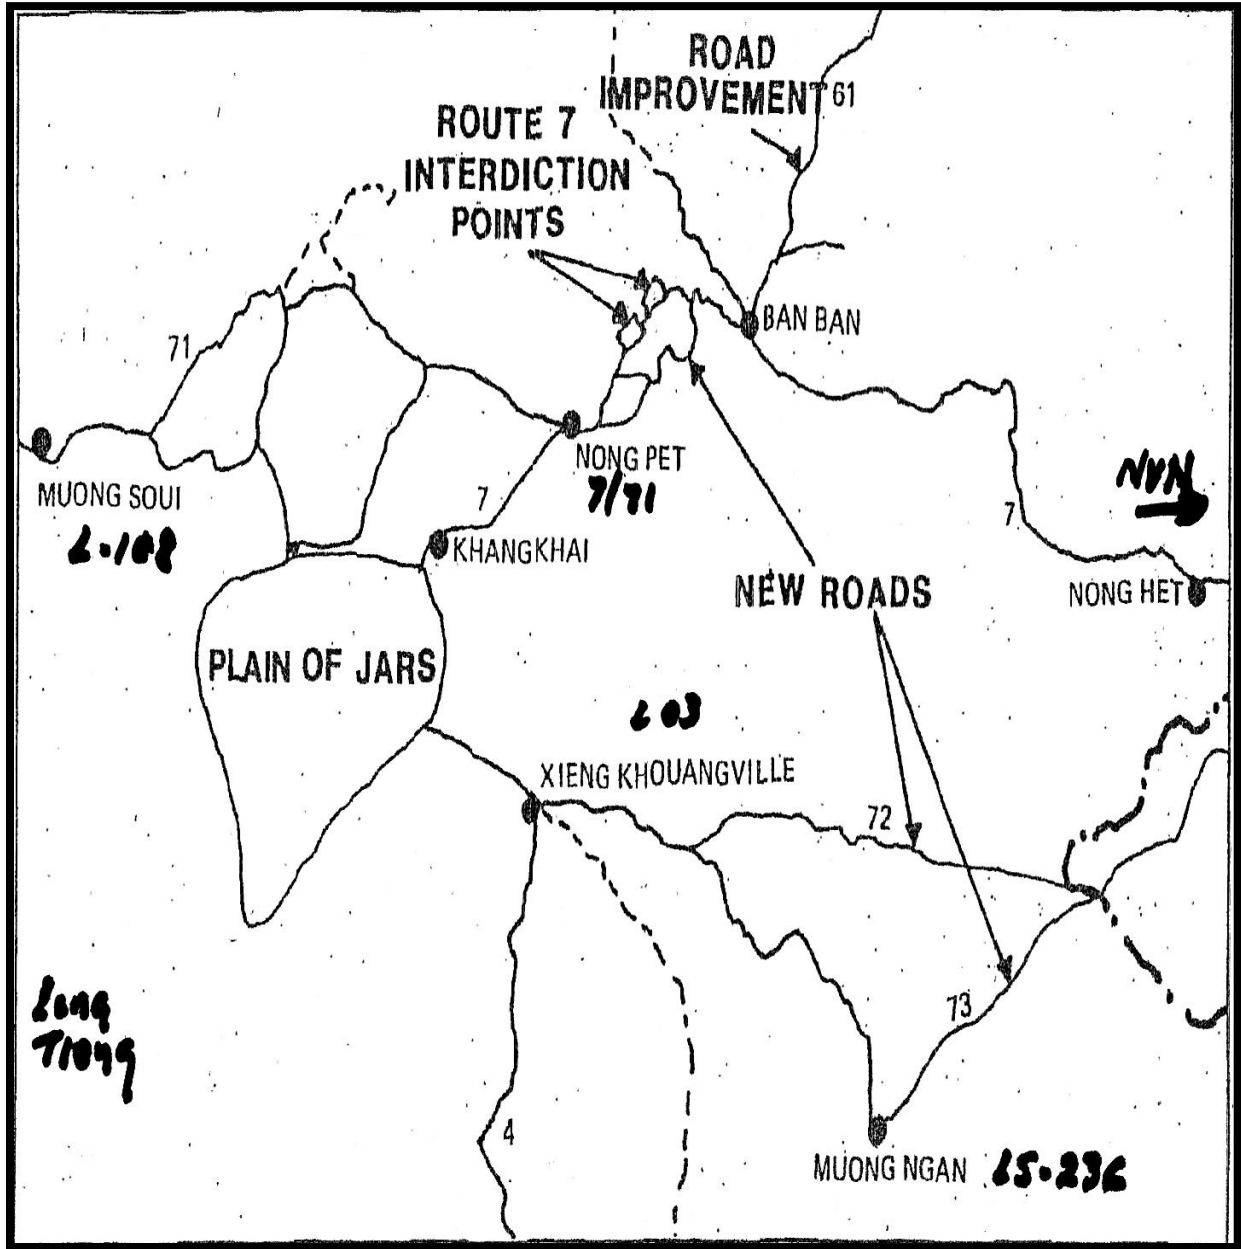 ROAD
IMPROVEMENT
61
ROUTE 7
INTERDICTION
POINTS
BAN BAN
71
NONG PET
7/71
MUONG SOUI
L-108
7
KHANGKHAI
7
NVN
NONG HET
NEW ROADS
PLAIN OF JARS
L03
XIENG KHOUANGVILLE
72
Long
Tieng
73
4
MUONG NGAN
LS-236